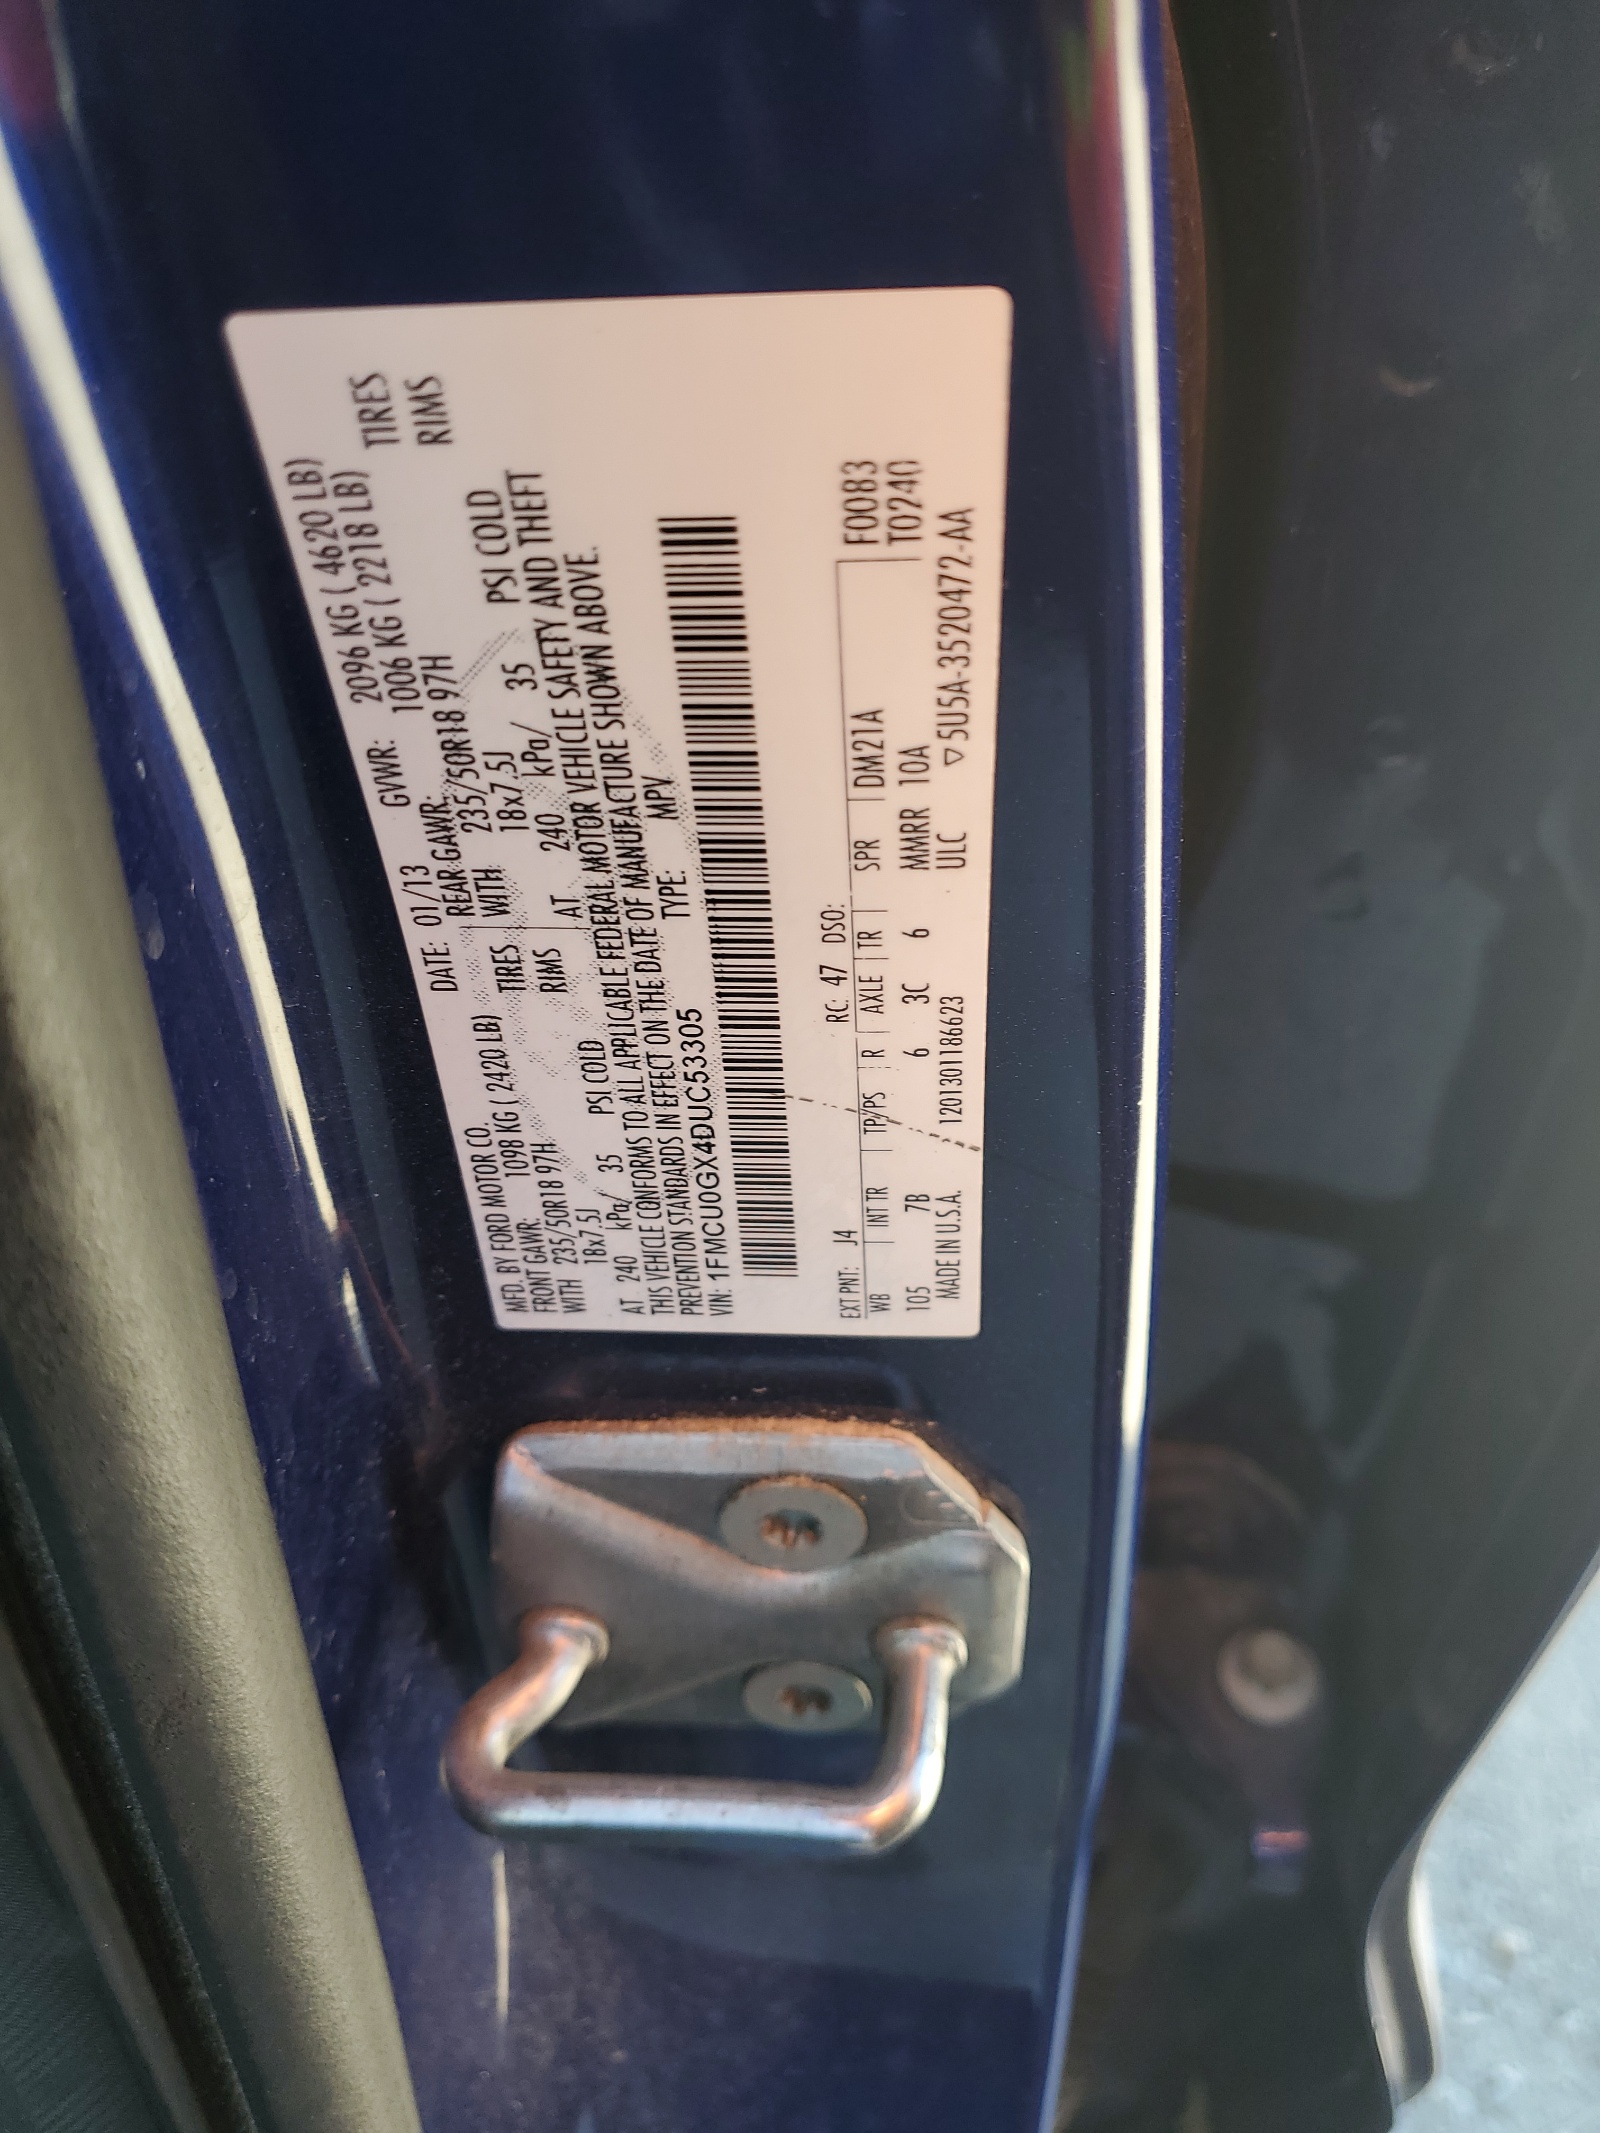 MFD. BY FORD MOTOR CO. DATE: 01/13 GVWR: 2096 KG ( 4620 LB)
FRONT GAWR: 1098 KG ( 2420 LB) REAR GAWR: 1006 KG ( 2218 LB)
WITH 235/50R18 97H TIRES WITH 235/50R18 97H TIRES
18x7.5J RIMS 18x7.5J RIMS
AT 240 kPa/ 35 PSI COLD AT 240 kPa/ 35 PSI COLD
THIS VEHICLE CONFORMS TO ALL APPLICABLE FEDERAL MOTOR VEHICLE SAFETY AND THEFT
PREVENTION STANDARDS IN EFFECT ON THE DATE OF MANUFACTURE SHOWN ABOVE.
VIN: 1FMCU0GX4DUC53305 TYPE: MPV
EXT PNT: J4 RC: 47 DSO: F0083
WB INT TR TP/PS R AXLE TR SPR DM21A T0240
105 7B 6 3C 6 MMRR 10A
MADE IN U.S.A. 1201301186623 ULC ▽5U5A-3520472-AA